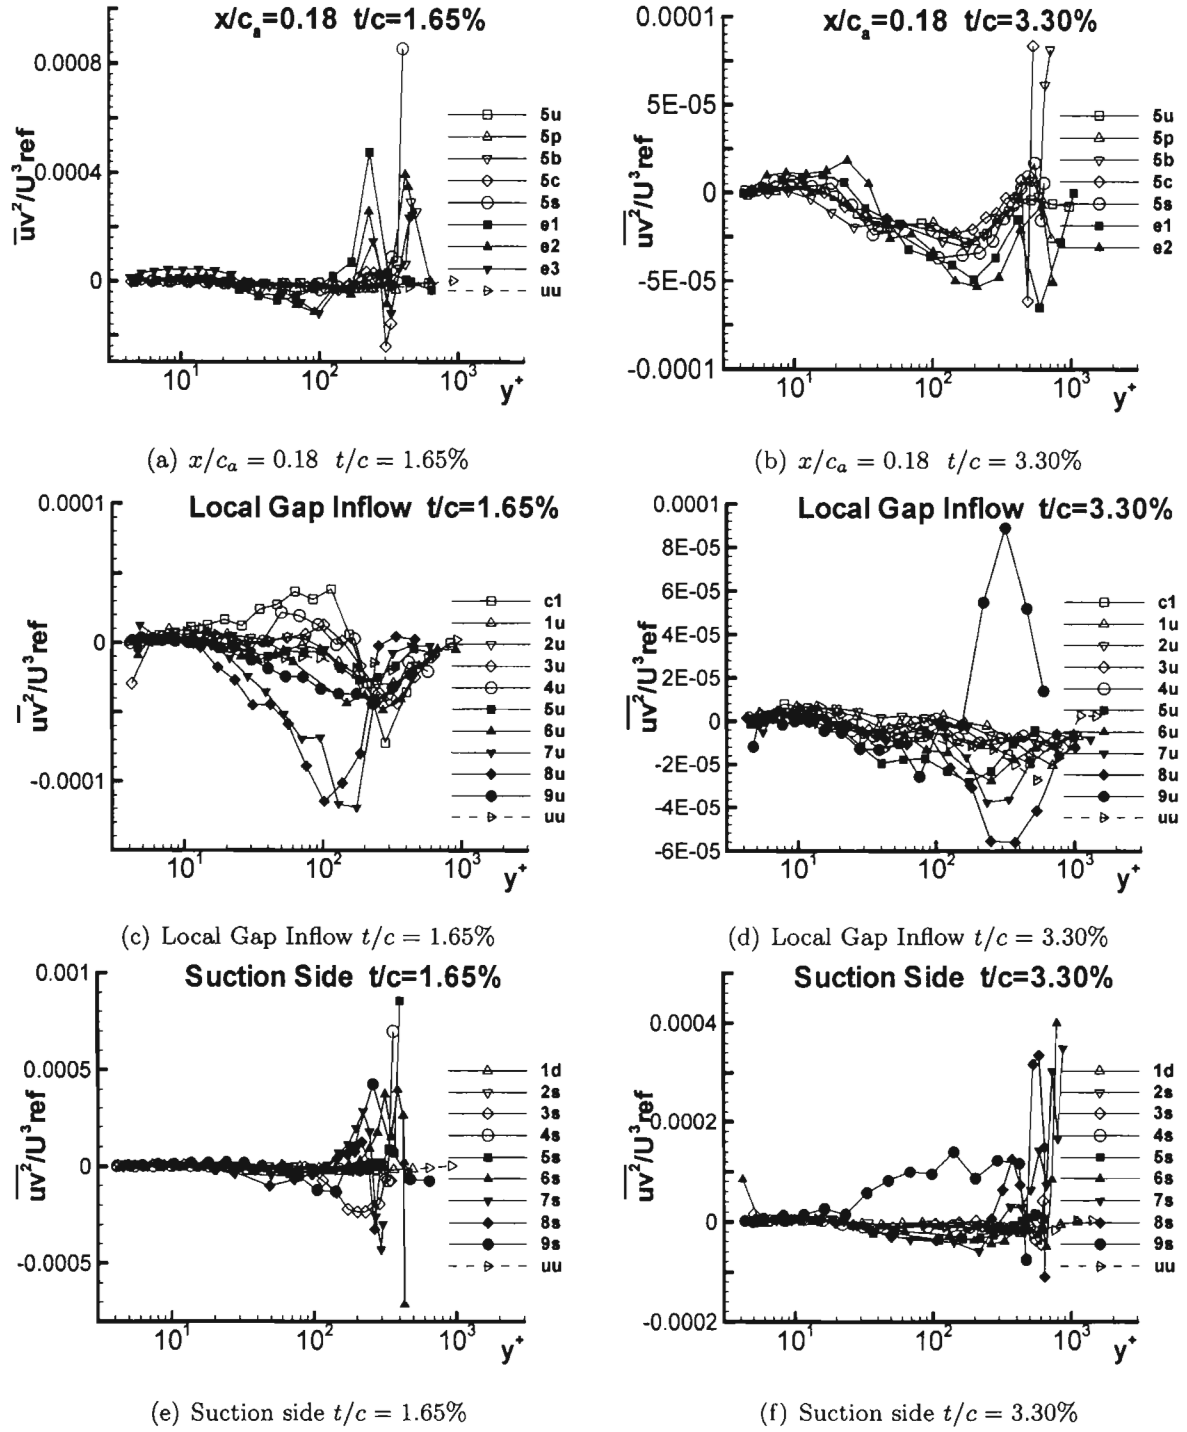 x/cₐ=0.18 t/c=1.65%
uv²/U³ref
0.0008
0.0004
0
10¹
10²
10³
y⁺
5u
5p
5b
5c
5s
e1
e2
e3
uu
(a) x/cₐ = 0.18 t/c = 1.65%
x/cₐ=0.18 t/c=3.30%
uv²/U³ref
0.0001
5E-05
0
-5E-05
-0.0001
10¹
10²
10³
y⁺
5u
5p
5b
5c
5s
e1
e2
(b) x/cₐ = 0.18 t/c = 3.30%
Local Gap Inflow t/c=1.65%
uv²/U³ref
0.0001
0
-0.0001
10¹
10²
10³
y⁺
c1
1u
2u
3u
4u
5u
6u
7u
8u
9u
uu
(c) Local Gap Inflow t/c = 1.65%
Local Gap Inflow t/c=3.30%
uv²/U³ref
0.0001
8E-05
6E-05
4E-05
2E-05
0
-2E-05
-4E-05
-6E-05
10¹
10²
10³
y⁺
c1
1u
2u
3u
4u
5u
6u
7u
8u
9u
uu
(d) Local Gap Inflow t/c = 3.30%
Suction Side t/c=1.65%
uv²/U³ref
0.001
0.0005
0
-0.0005
10¹
10²
10³
y⁺
1d
2s
3s
4s
5s
6s
7s
8s
9s
uu
(e) Suction side t/c = 1.65%
Suction Side t/c=3.30%
uv²/U³ref
0.0004
0.0002
0
-0.0002
10¹
10²
10³
y⁺
1d
2s
3s
4s
5s
6s
7s
8s
9s
uu
(f) Suction side t/c = 3.30%